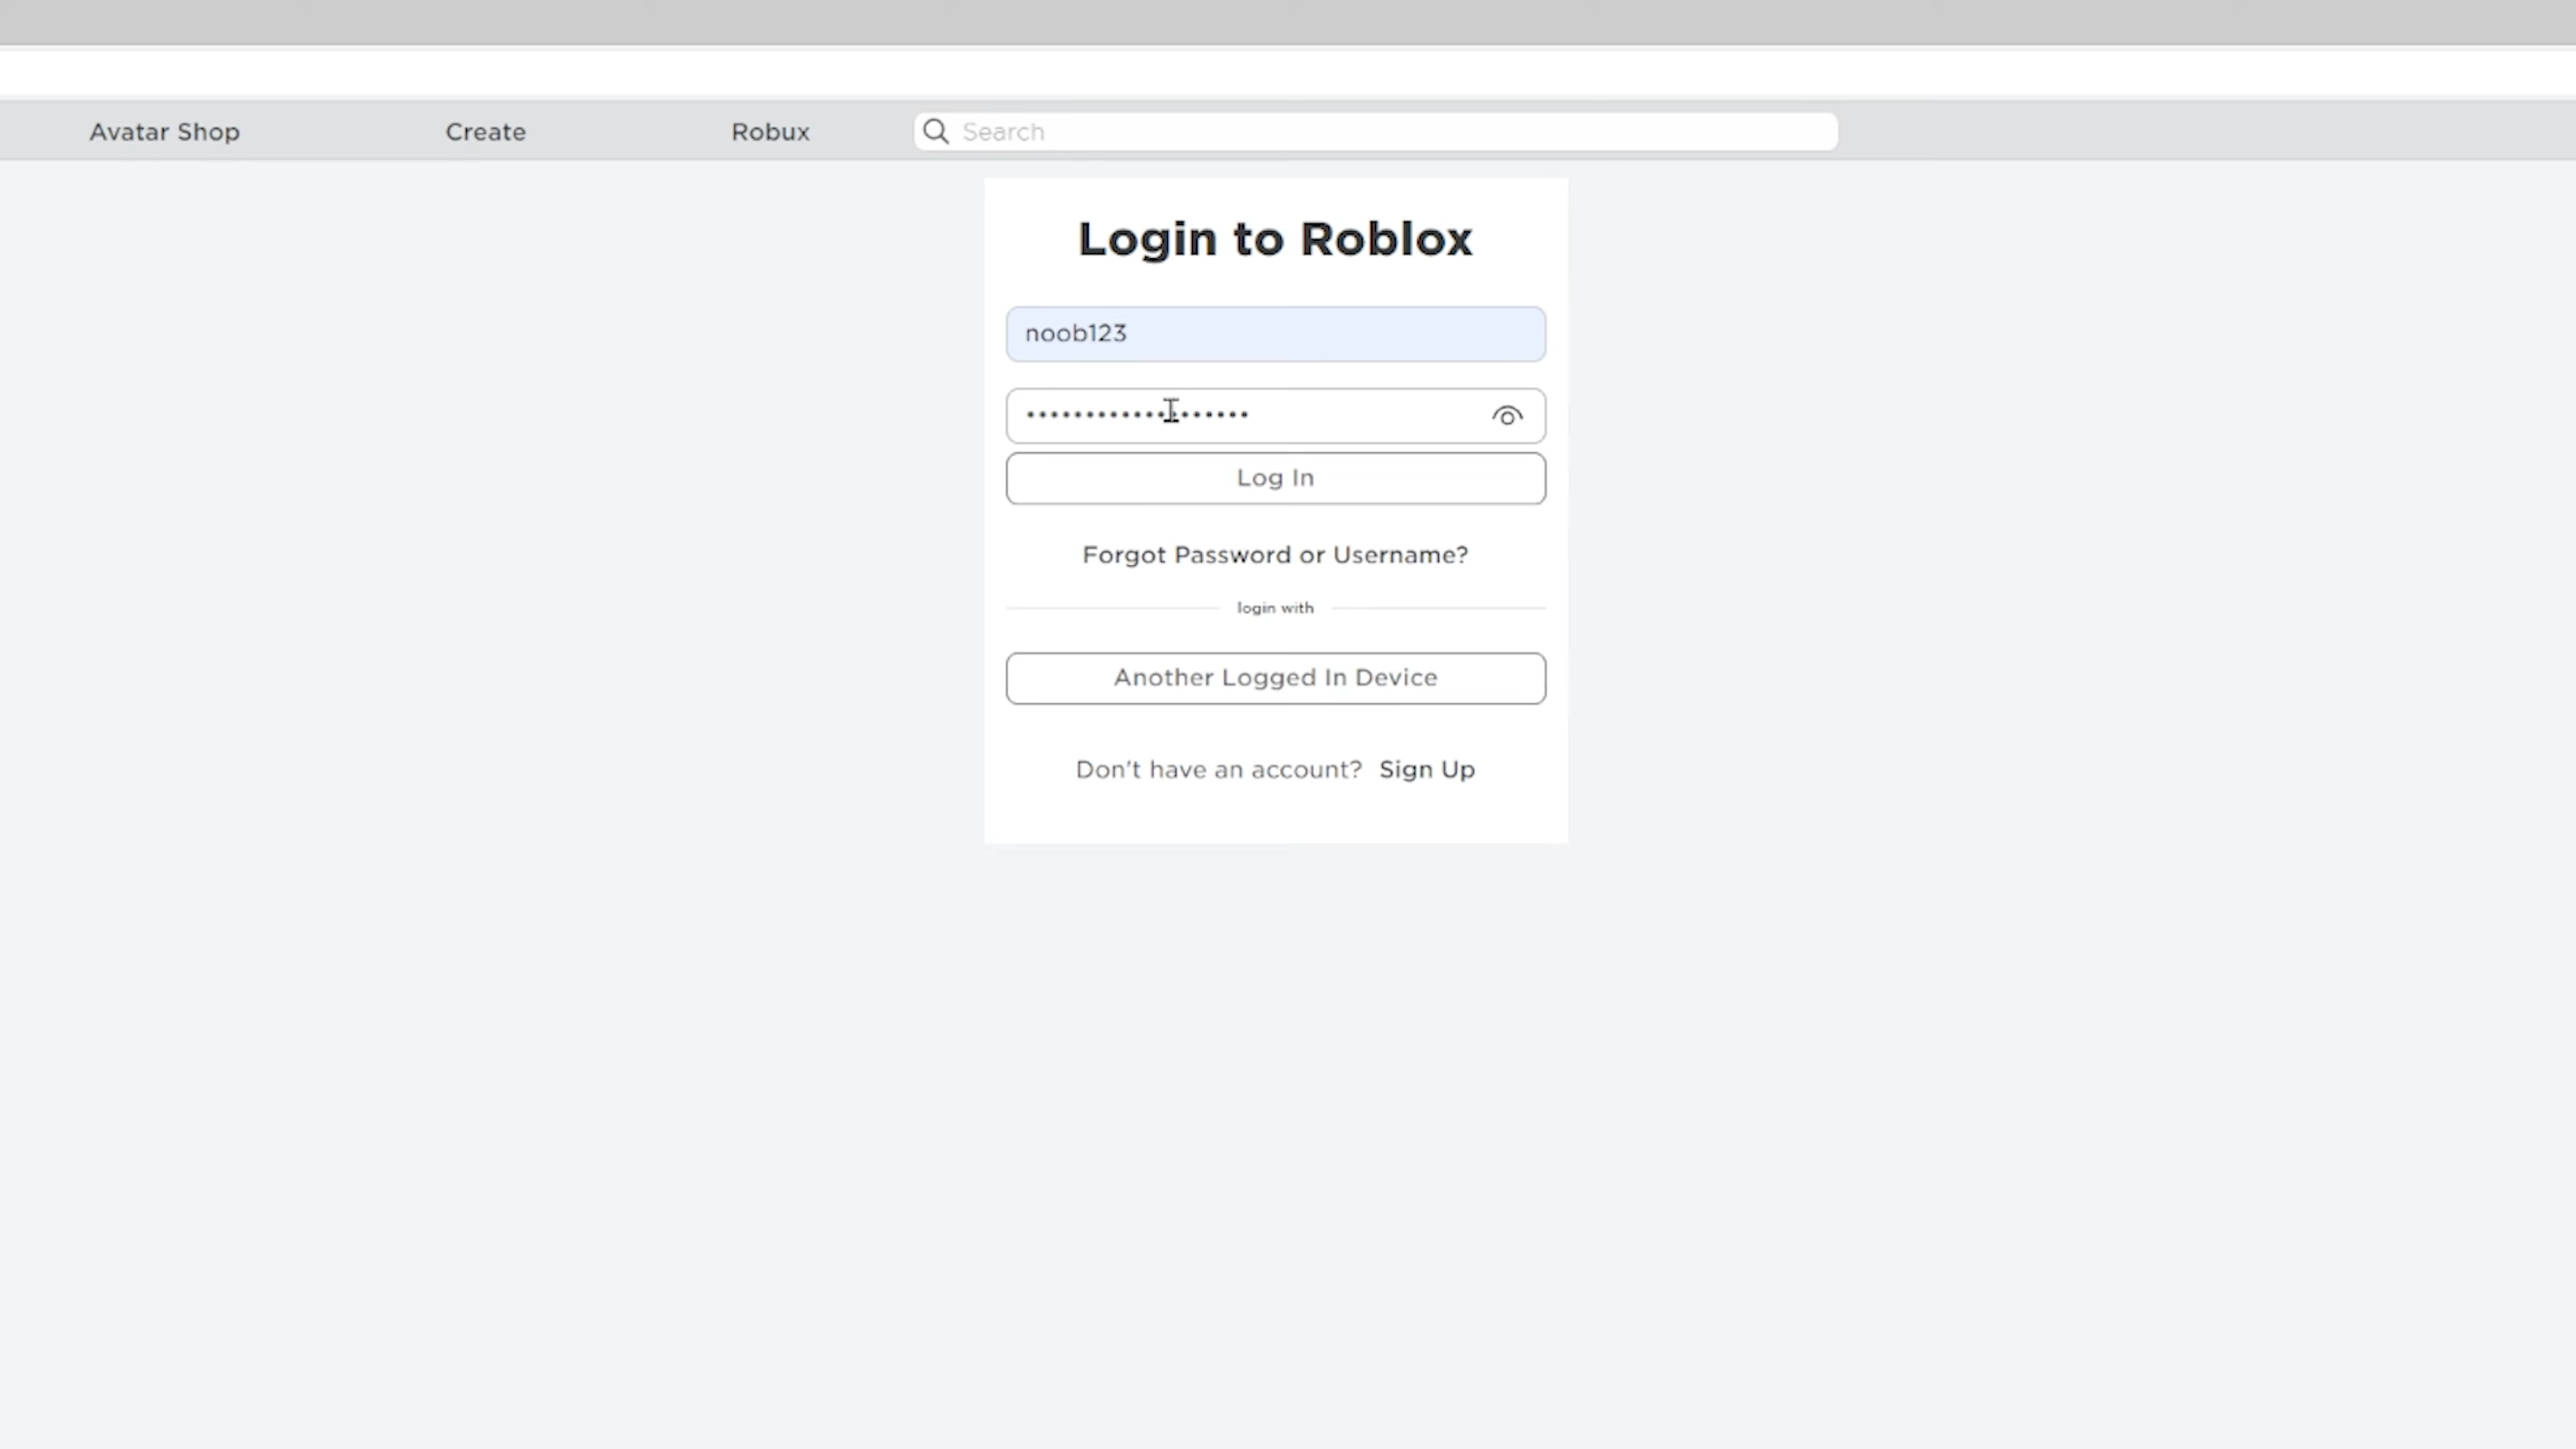 Avatar Shop Create Robux Search
Login to Roblox
noob123
•••••••••••••••••••
Log In
Forgot Password or Username?
login with
Another Logged In Device
Don't have an account? Sign Up